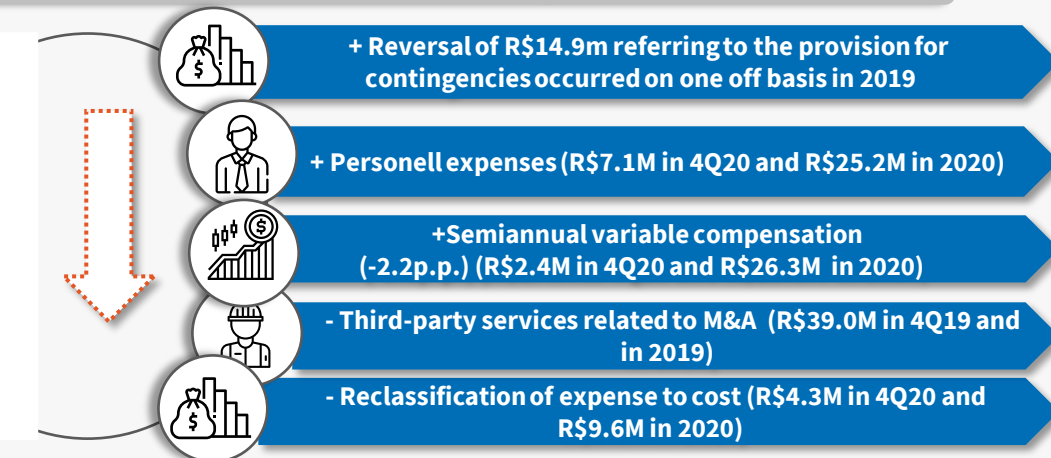 + Reversal of R$14.9m referring to the provision for
contingencies occurred on one off basis in 2019
+ Personell expenses (R$7.1M in 4Q20 and R$25.2M in 2020)
+Semiannual variable compensation
(-2.2p.p.) (R$2.4M in 4Q20 and R$26.3M in 2020)
- Third-party services related to M&A (R$39.0M in 4Q19 and
in 2019)
- Reclassification of expense to cost (R$4.3M in 4Q20 and
R$9.6M in 2020)